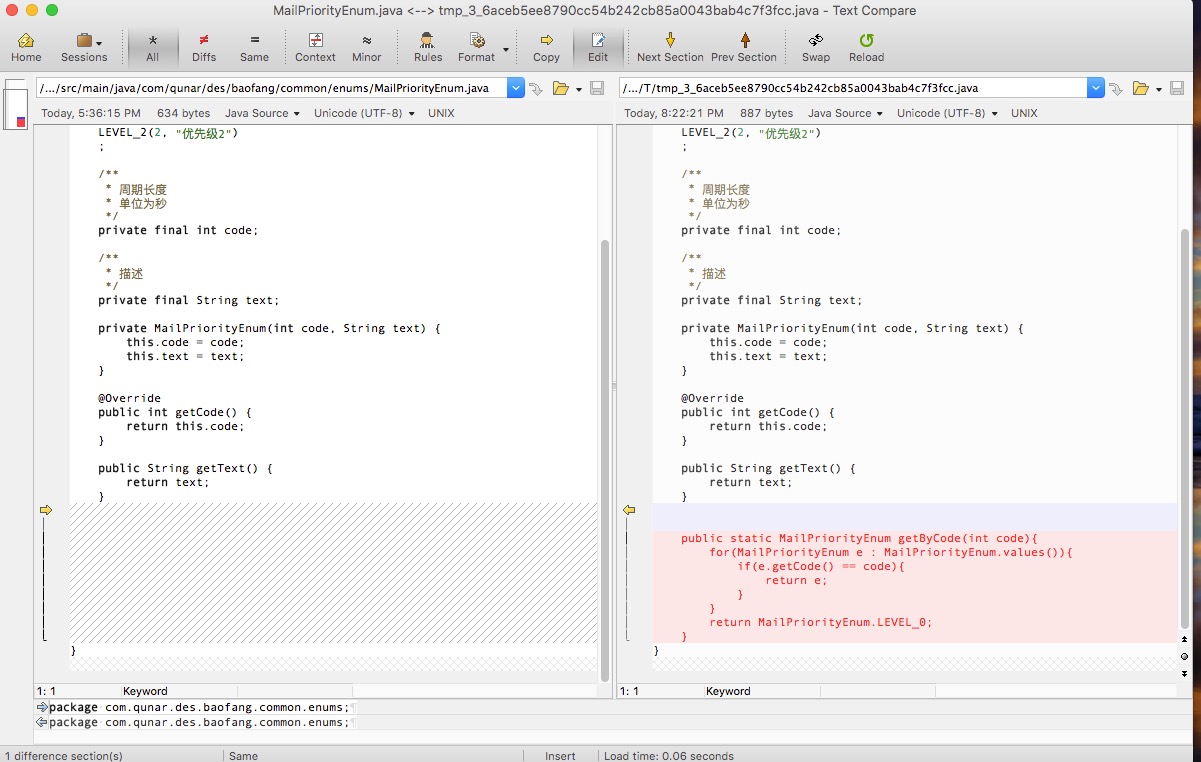 MailPriorityEnum.java <--> tmp_3_6aceb5ee8790cc54b242cb85a0043bab4c7f3fcc.java - Text Compare
Home Sessions All Diffs Same Context Minor Rules Format Copy Edit Next Section Prev Section Swap Reload
/.../src/main/java/com/qunar/des/baofang/common/enums/MailPriorityEnum.java
Today, 5:36:15 PM 634 bytes Java Source Unicode (UTF-8) UNIX
LEVEL_2(2, "优先级2")
;
/**
* 周期长度
* 单位为秒
*/
private final int code;
/**
* 描述
*/
private final String text;
private MailPriorityEnum(int code, String text) {
this.code = code;
this.text = text;
}
@Override
public int getCode() {
return this.code;
}
public String getText() {
return text;
}
}
1: 1 Keyword
/.../T/tmp_3_6aceb5ee8790cc54b242cb85a0043bab4c7f3fcc.java
Today, 8:22:21 PM 887 bytes Java Source Unicode (UTF-8) UNIX
LEVEL_2(2, "优先级2")
;
/**
* 周期长度
* 单位为秒
*/
private final int code;
/**
* 描述
*/
private final String text;
private MailPriorityEnum(int code, String text) {
this.code = code;
this.text = text;
}
@Override
public int getCode() {
return this.code;
}
public String getText() {
return text;
}
public static MailPriorityEnum getByCode(int code){
for(MailPriorityEnum e : MailPriorityEnum.values()){
if(e.getCode() == code){
return e;
}
}
return MailPriorityEnum.LEVEL_0;
}
}
1: 1 Keyword
package com.qunar.des.baofang.common.enums;¶
package com.qunar.des.baofang.common.enums;¶
1 difference section(s) Same Insert Load time: 0.06 seconds